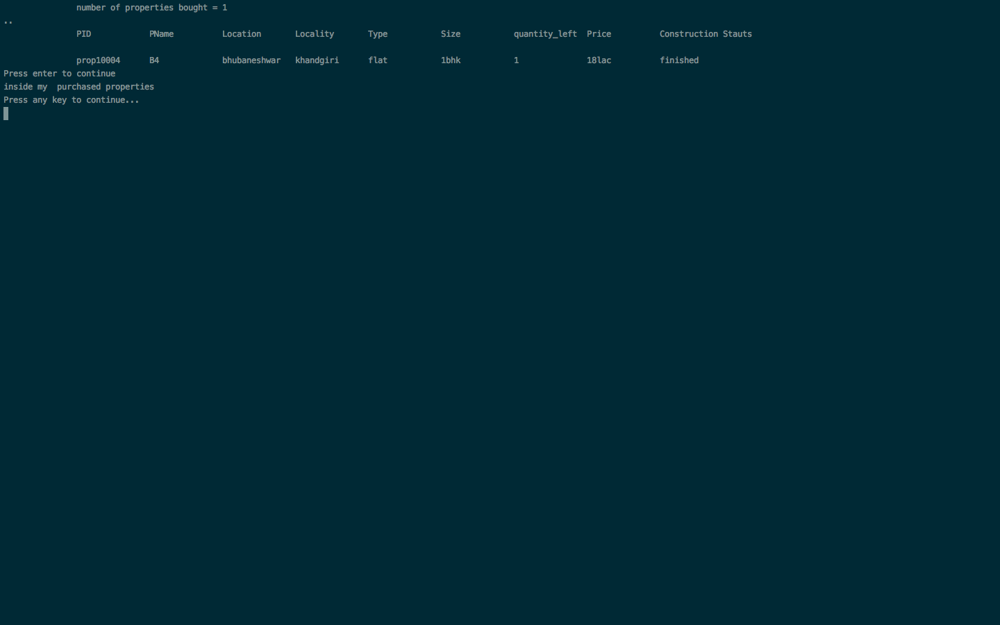 number of properties bought = 1
..
PID PName Location Locality Type Size quantity_left Price Construction Stauts
prop10004 B4 bhubaneshwar khandgiri flat 1bhk 1 18lac finished
Press enter to continue
inside my  purchased properties
Press any key to continue...